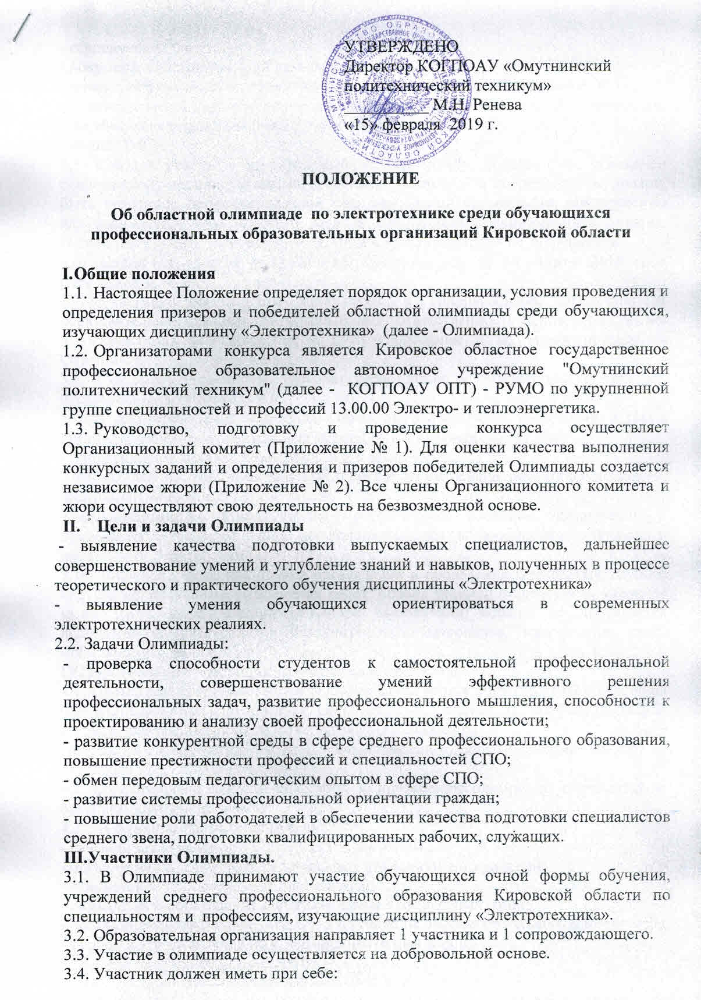 УТВЕРЖДЕНО
Директор КОГПОАУ «Омутнинский
политехнический техникум»
__________ М.Н. Ренева
«15» февраля 2019 г.
ПОЛОЖЕНИЕ
Об областной олимпиаде по электротехнике среди обучающихся
профессиональных образовательных организаций Кировской области
I.Общие положения
1.1. Настоящее Положение определяет порядок организации, условия проведения и
определения призеров и победителей областной олимпиады среди обучающихся,
изучающих дисциплину «Электротехника» (далее - Олимпиада).
1.2. Организаторами конкурса является Кировское областное государственное
профессиональное образовательное автономное учреждение "Омутнинский
политехнический техникум" (далее - КОГПОАУ ОПТ) - РУМО по укрупненной
группе специальностей и профессий 13.00.00 Электро- и теплоэнергетика.
1.3. Руководство, подготовку и проведение конкурса осуществляет
Организационный комитет (Приложение № 1). Для оценки качества выполнения
конкурсных заданий и определения и призеров победителей Олимпиады создается
независимое жюри (Приложение № 2). Все члены Организационного комитета и
жюри осуществляют свою деятельность на безвозмездной основе.
II. Цели и задачи Олимпиады
- выявление качества подготовки выпускаемых специалистов, дальнейшее
совершенствование умений и углубление знаний и навыков, полученных в процессе
теоретического и практического обучения дисциплины «Электротехника»
- выявление умения обучающихся ориентироваться в современных
электротехнических реалиях.
2.2. Задачи Олимпиады:
- проверка способности студентов к самостоятельной профессиональной
деятельности, совершенствование умений эффективного решения
профессиональных задач, развитие профессионального мышления, способности к
проектированию и анализу своей профессиональной деятельности;
- развитие конкурентной среды в сфере среднего профессионального образования,
повышение престижности профессий и специальностей СПО;
- обмен передовым педагогическим опытом в сфере СПО;
- развитие системы профессиональной ориентации граждан;
- повышение роли работодателей в обеспечении качества подготовки специалистов
среднего звена, подготовки квалифицированных рабочих, служащих.
III.Участники Олимпиады.
3.1. В Олимпиаде принимают участие обучающихся очной формы обучения,
учреждений среднего профессионального образования Кировской области по
специальностям и профессиям, изучающие дисциплину «Электротехника».
3.2. Образовательная организация направляет 1 участника и 1 сопровождающего.
3.3. Участие в олимпиаде осуществляется на добровольной основе.
3.4. Участник должен иметь при себе: